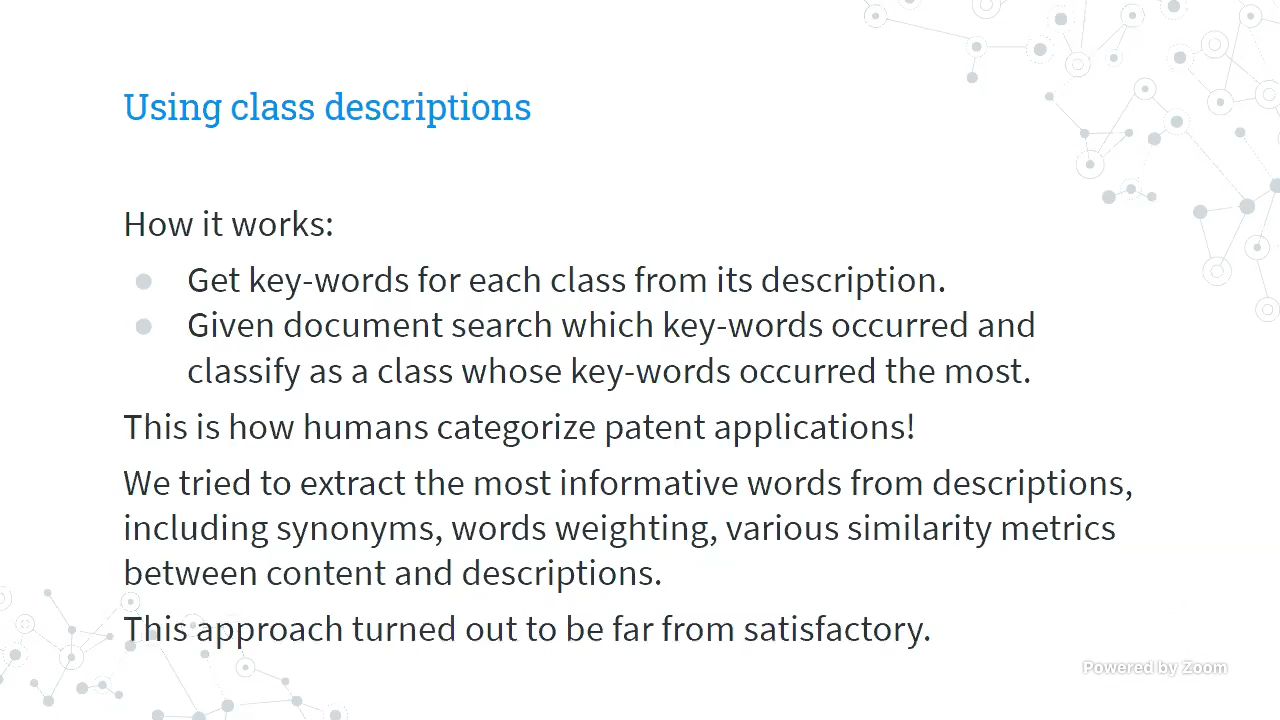 Using class descriptions
How it works:
Get key-words for each class from its description.
Given document search which key-words occurred and
classify as a class whose key-words occurred the most.
This is how humans categorize patent applications!
We tried to extract the most informative words from descriptions,
including synonyms, words weighting, various similarity metrics
between content and descriptions.
This approach turned out to be far from satisfactory.
Powered by Zoom